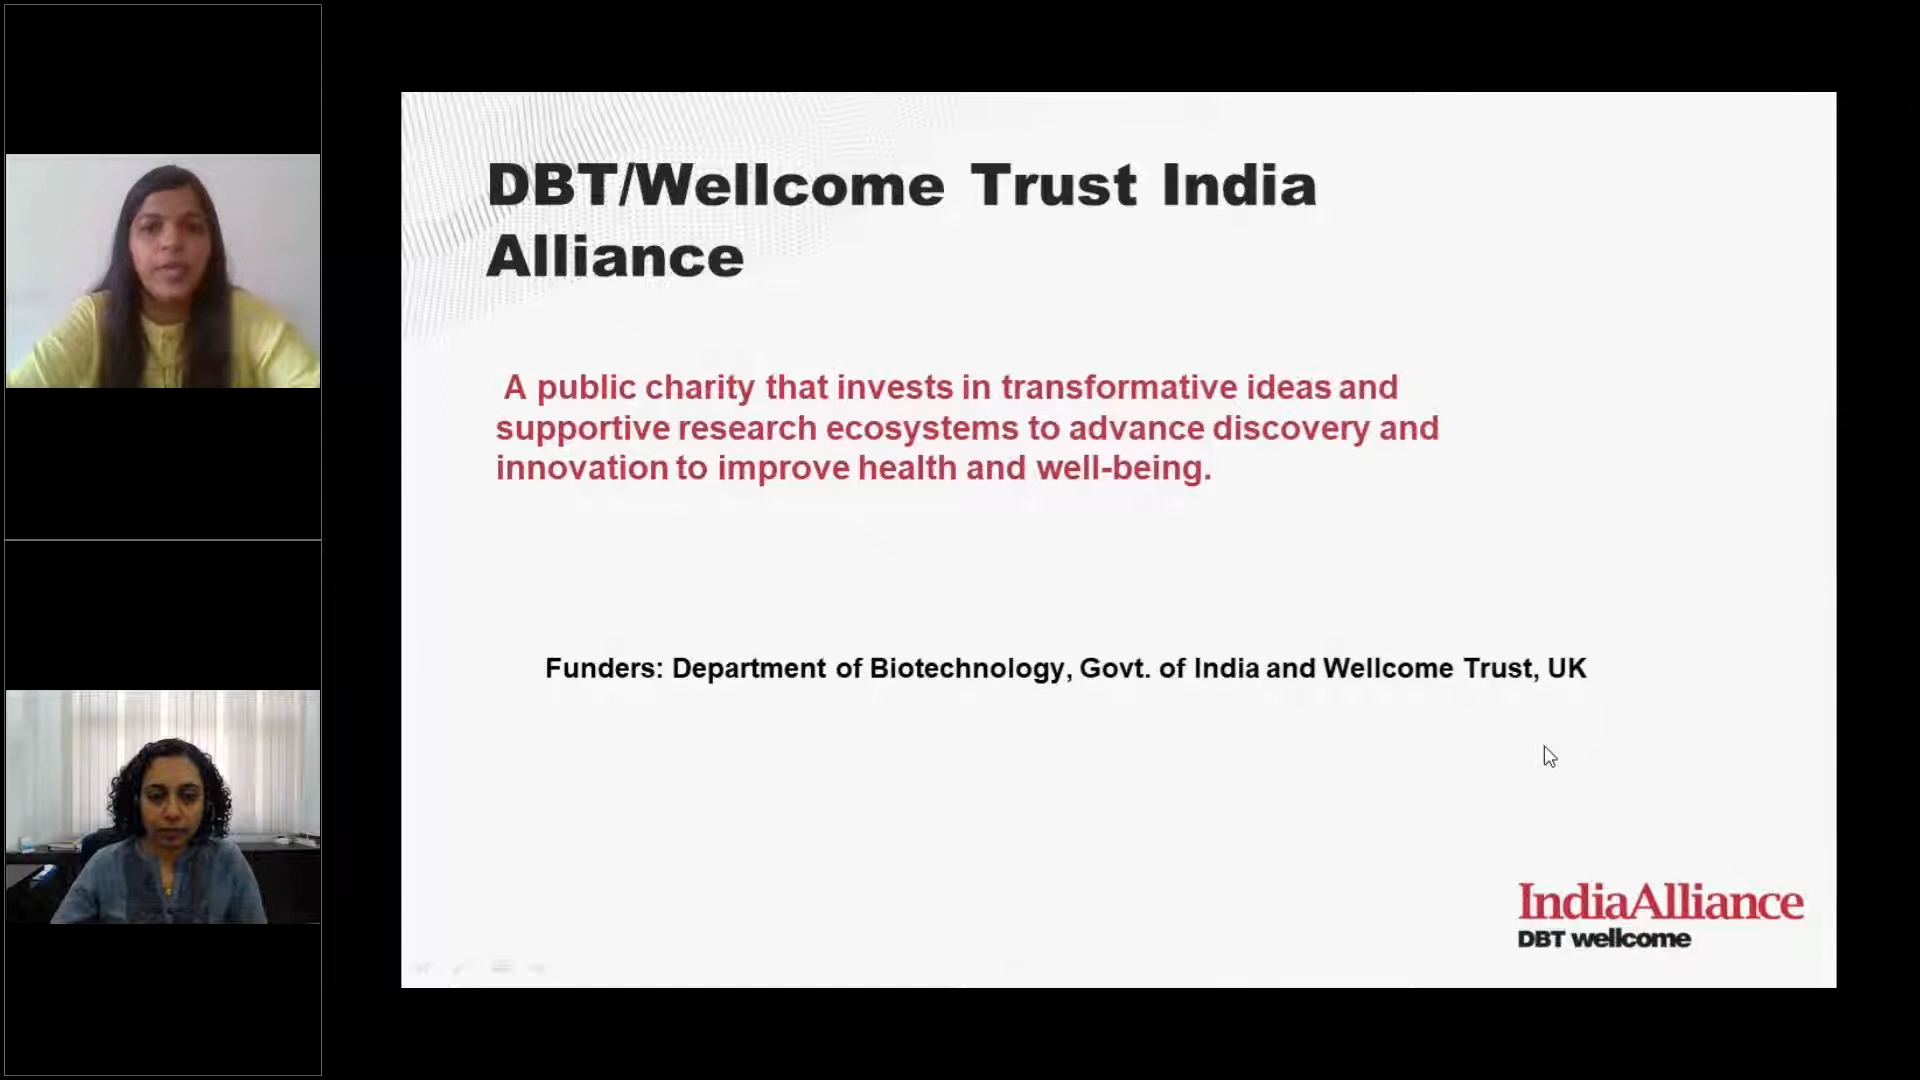 DBT/Wellcome Trust India
Alliance
A public charity that invests in transformative ideas and
supportive research ecosystems to advance discovery and
innovation to improve health and well-being.
Funders: Department of Biotechnology, Govt. of India and Wellcome Trust, UK
IndiaAlliance
DBT wellcome